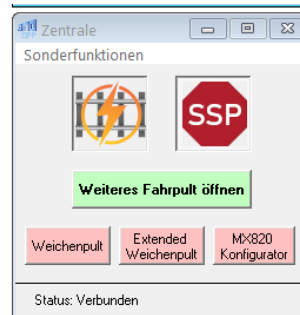 Zentrale
Sonderfunktionen
SSP
Weiteres Fahrpult öffnen
Weichenpult
Extended
Weichenpult
MX820
Konfigurator
Status: Verbunden